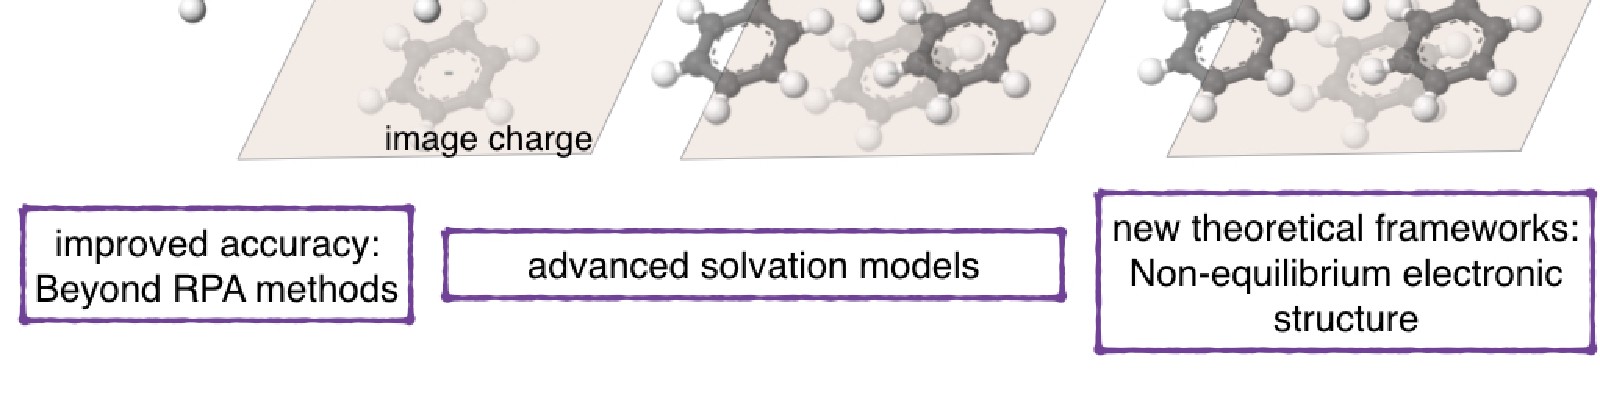 image charge
improved accuracy:
Beyond RPA methods
advanced solvation models
new theoretical frameworks:
Non-equilibrium electronic
structure